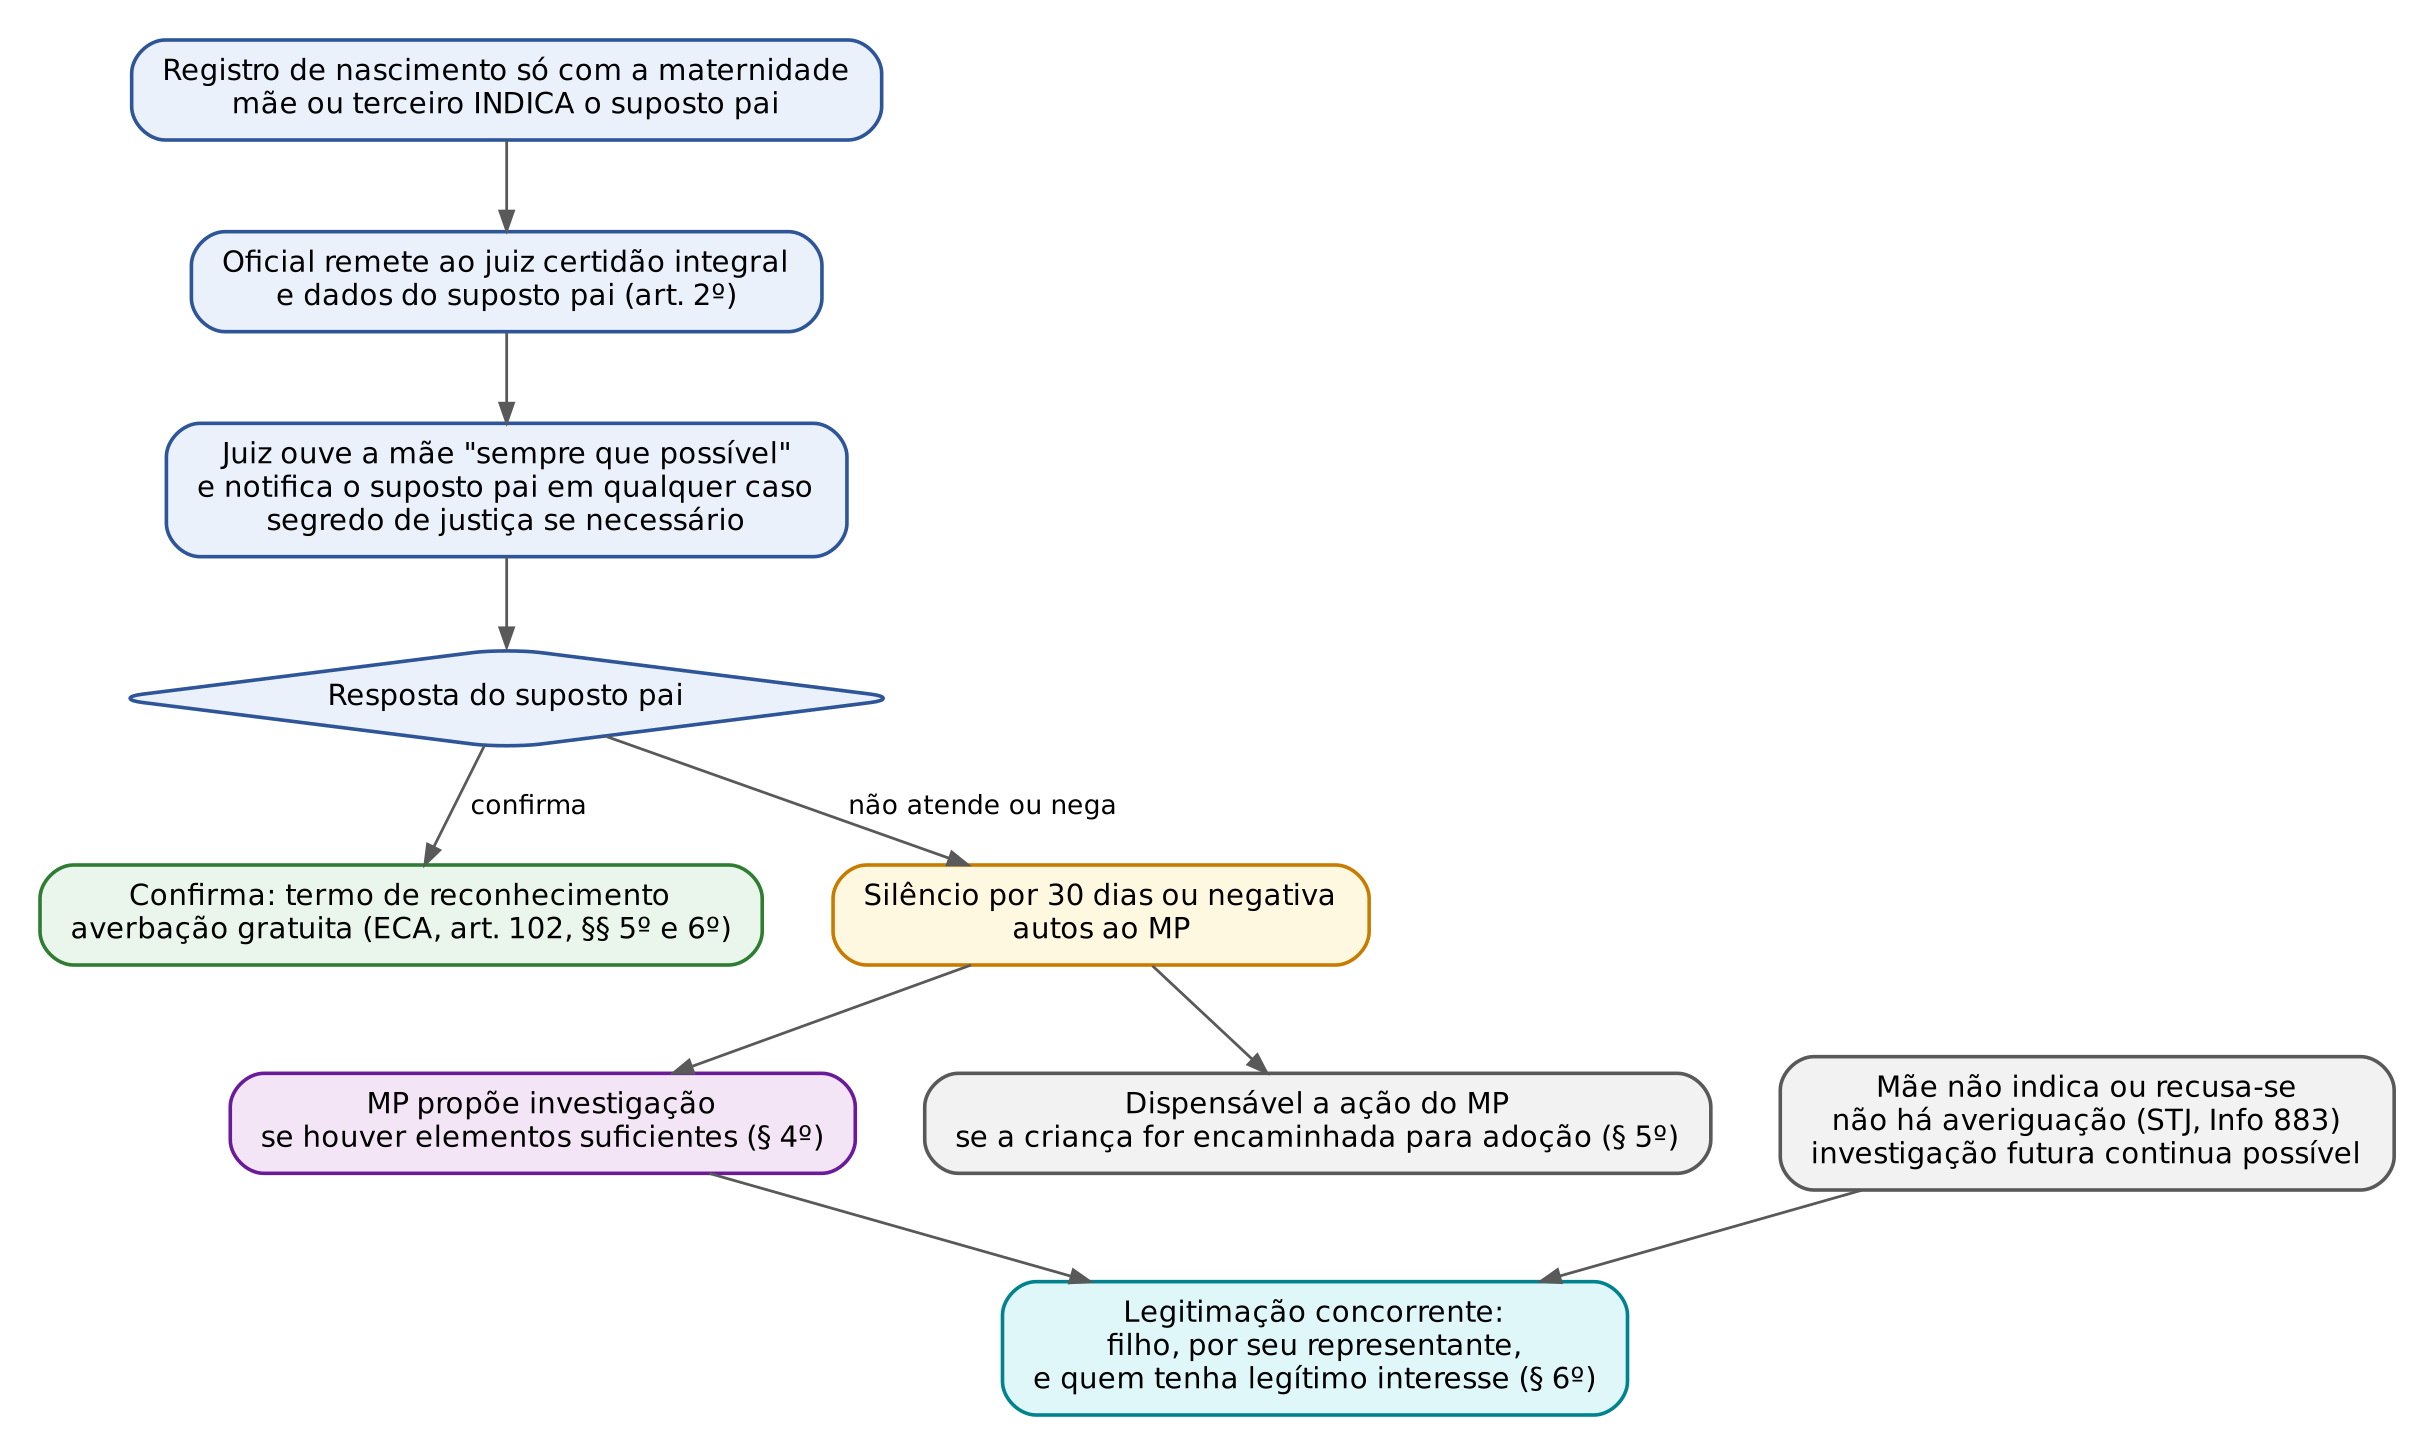 Registro de nascimento só com a maternidade
mãe ou terceiro INDICA o suposto pai
Oficial remete ao juiz certidão integral
e dados do suposto pai (art. 2º)
Juiz ouve a mãe "sempre que possível"
e notifica o suposto pai em qualquer caso
segredo de justiça se necessário
Resposta do suposto pai
confirma
não atende ou nega
Confirma: termo de reconhecimento
averbação gratuita (ECA, art. 102, §§ 5º e 6º)
Silêncio por 30 dias ou negativa
autos ao MP
MP propõe investigação
se houver elementos suficientes (§ 4º)
Dispensável a ação do MP
se a criança for encaminhada para adoção (§ 5º)
Mãe não indica ou recusa-se
não há averiguação (STJ, Info 883)
investigação futura continua possível
Legitimação concorrente:
filho, por seu representante,
e quem tenha legítimo interesse (§ 6º)